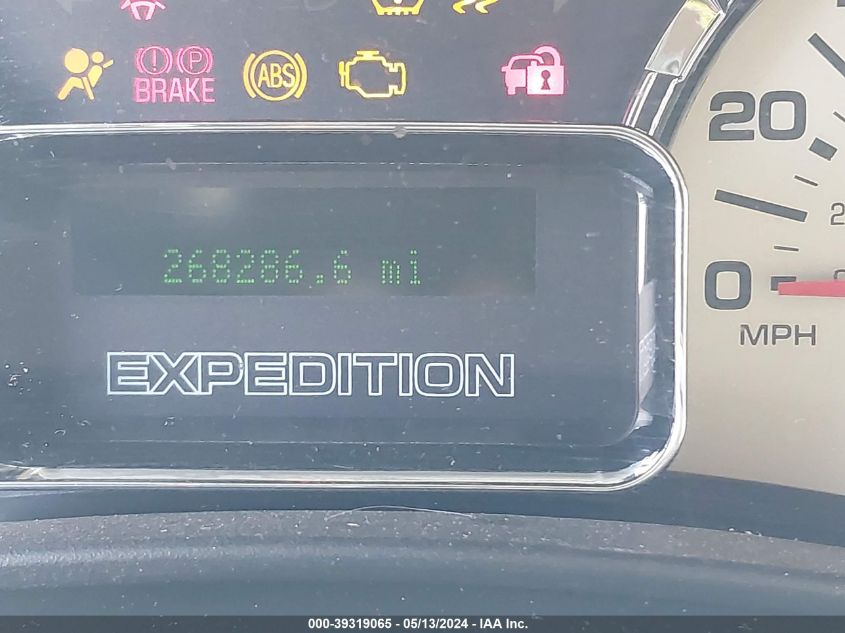 (!) (P)
BRAKE
ABS
20
268286.6 mi
0
MPH
EXPEDITION
000-39319065 - 05/13/2024 - IAA Inc.